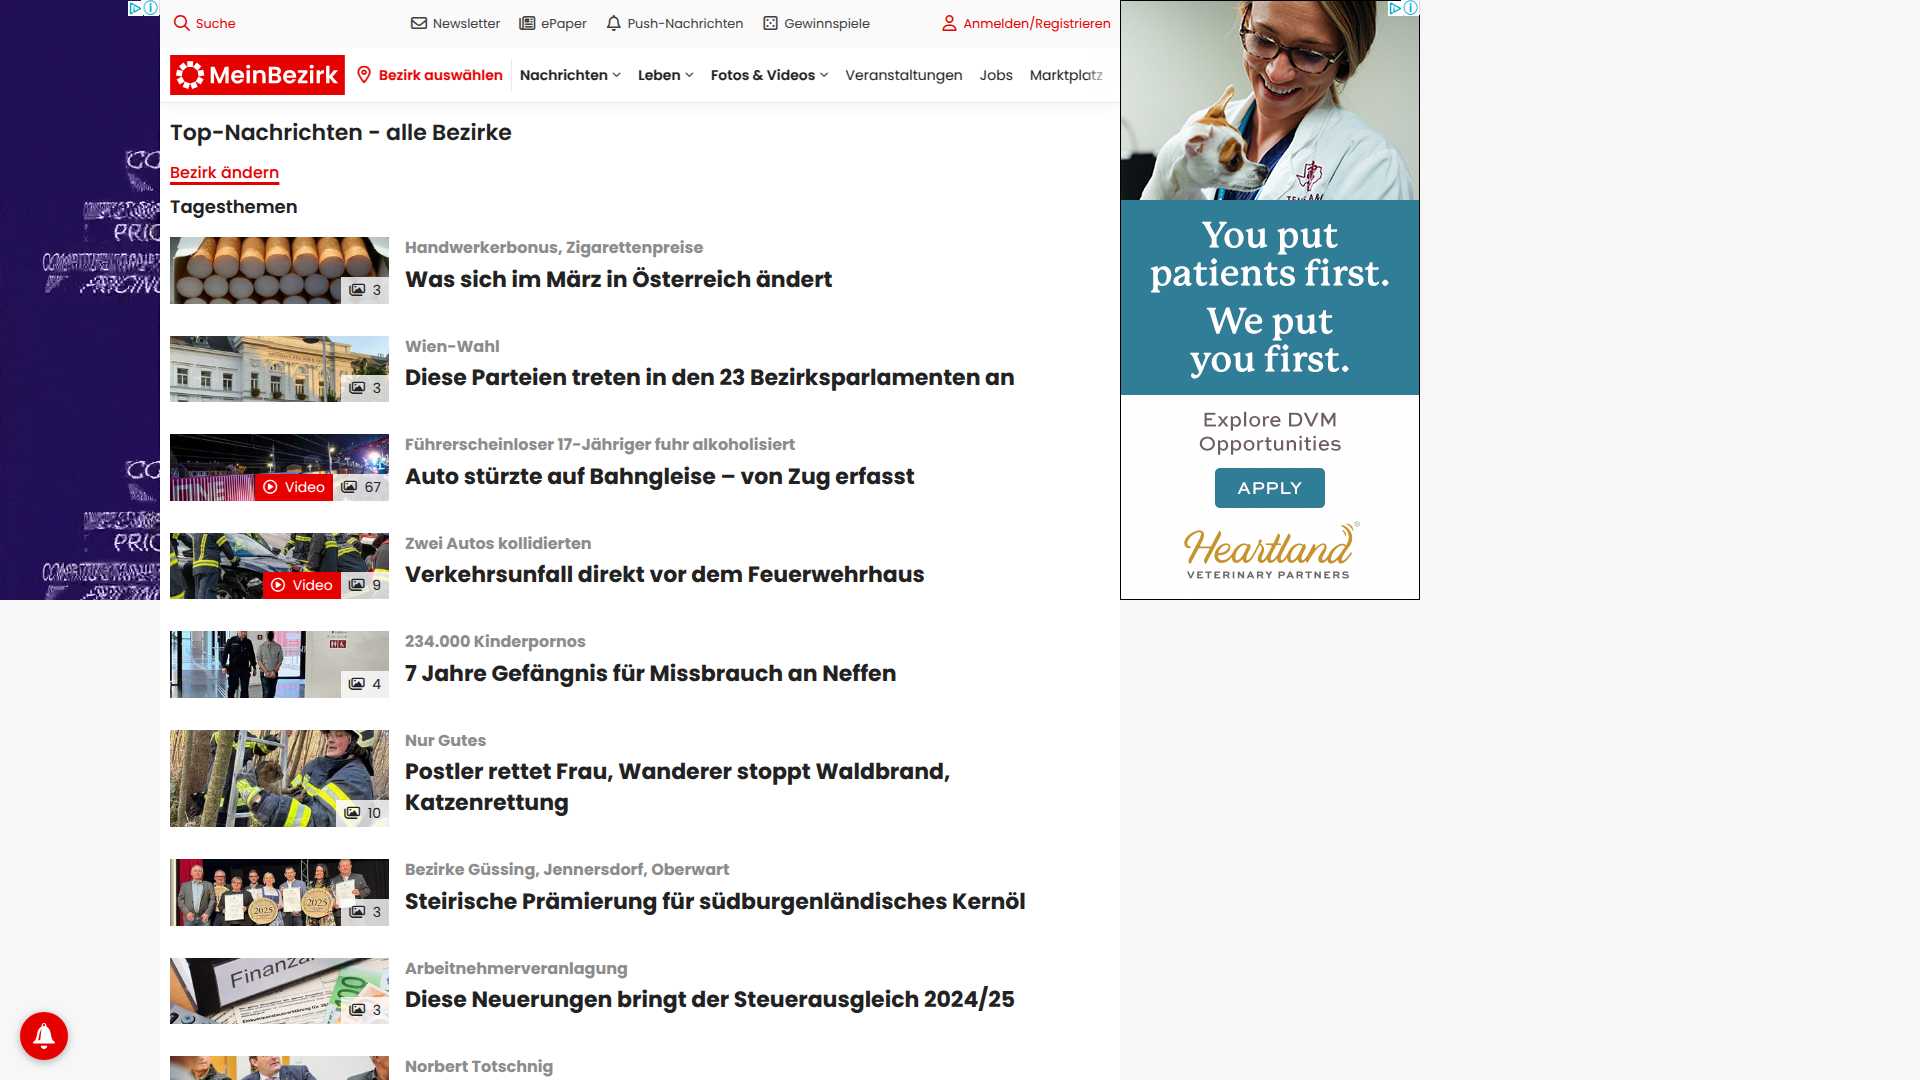 Suche
Newsletter
ePaper
Push-Nachrichten
Gewinnspiele
Anmelden/Registrieren
MeinBezirk
Bezirk auswählen
Nachrichten
Leben
Fotos & Videos
Veranstaltungen
Jobs
Marktplatz
Top-Nachrichten - alle Bezirke
Bezirk ändern
Tagesthemen
3
Handwerkerbonus, Zigarettenpreise
Was sich im März in Österreich ändert
3
Wien-Wahl
Diese Parteien treten in den 23 Bezirksparlamenten an
Video
67
Führerscheinloser 17-Jähriger fuhr alkoholisiert
Auto stürzte auf Bahngleise – von Zug erfasst
Video
9
Zwei Autos kollidierten
Verkehrsunfall direkt vor dem Feuerwehrhaus
4
234.000 Kinderpornos
7 Jahre Gefängnis für Missbrauch an Neffen
10
Nur Gutes
Postler rettet Frau, Wanderer stoppt Waldbrand,
Katzenrettung
2025
2025
3
Bezirke Güssing, Jennersdorf, Oberwart
Steirische Prämierung für südburgenländisches Kernöl
3
Arbeitnehmerveranlagung
Diese Neuerungen bringt der Steuerausgleich 2024/25
Norbert Totschnig
You put
patients first.
We put
you first.
Explore DVM
Opportunities
APPLY
Heartland
VETERINARY PARTNERS